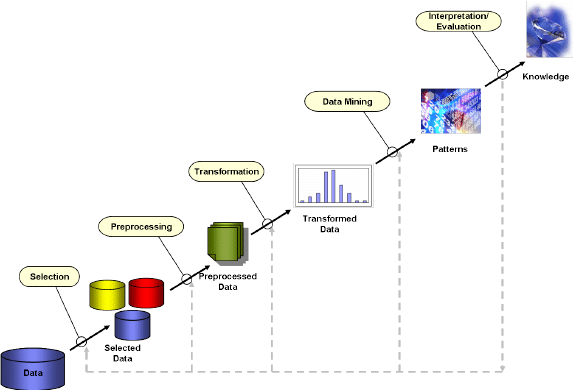 Interpretation/
Evaluation
Knowledge
Data Mining
Patterns
Transformation
Transformed
Data
Preprocessing
Preprocessed
Data
Selection
Selected
Data
Data